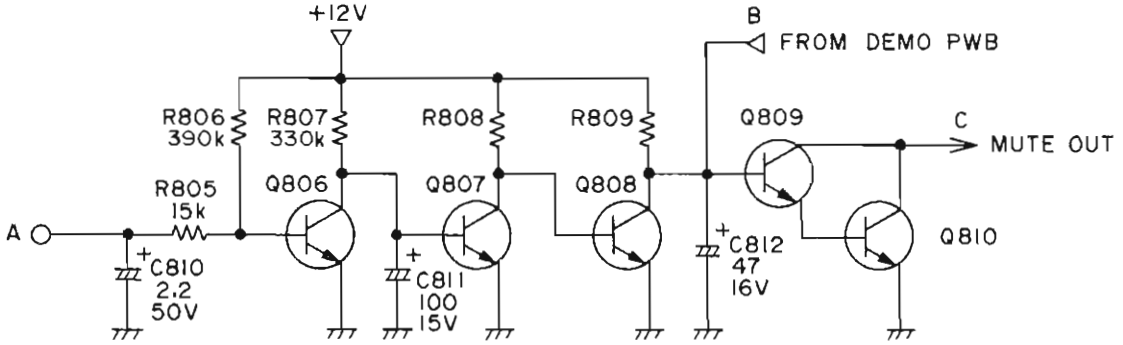 +12V
B
FROM DEMO PWB
R806
390k
R807
330k
R808
R809
Q809
C
MUTE OUT
R805
15k
Q806
Q807
Q808
A
Q810
+
C810
2.2
50V
+
C811
100
15V
+
C812
47
16V